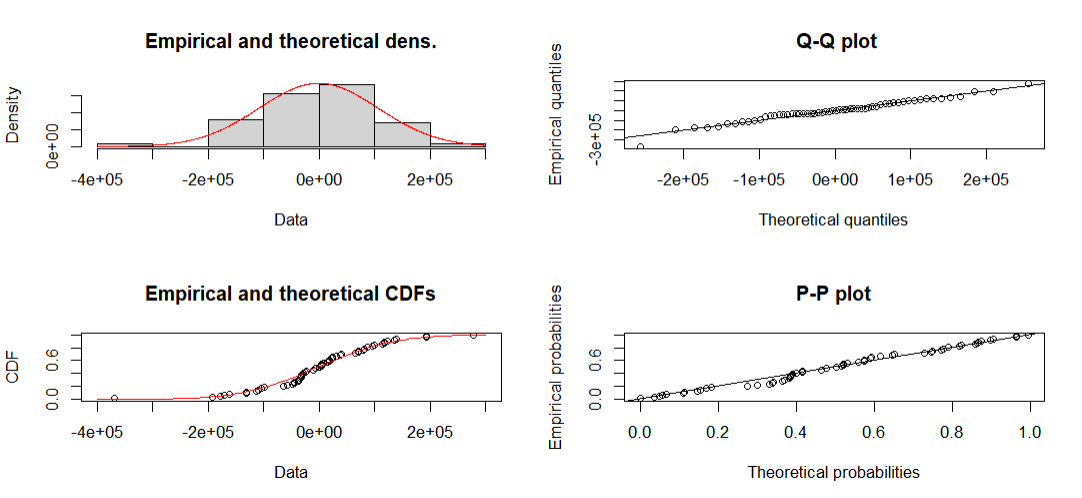 Empirical and theoretical dens.
Density
0e+00
-4e+05 -2e+05 0e+00 2e+05
Data
Q-Q plot
Empirical quantiles
-3e+05
-2e+05 -1e+05 0e+00 1e+05 2e+05
Theoretical quantiles
Empirical and theoretical CDFs
CDF
0.0 0.6
-4e+05 -2e+05 0e+00 2e+05
Data
P-P plot
Empirical probabilities
0.0 0.6
0.0 0.2 0.4 0.6 0.8 1.0
Theoretical probabilities